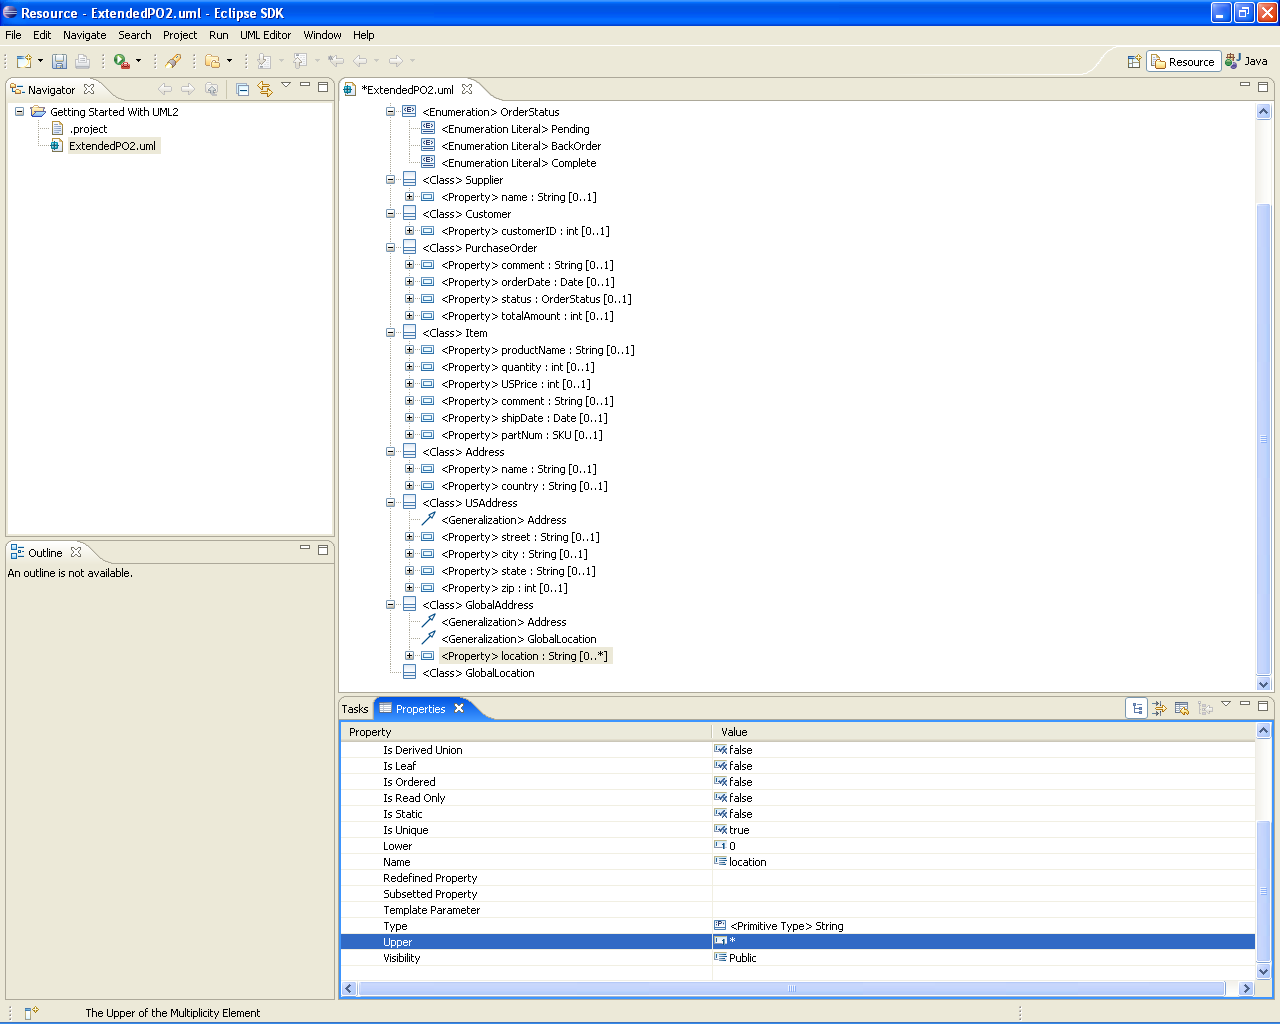 Resource - ExtendedPO2.uml - Eclipse SDK
File Edit Navigate Search Project Run UML Editor Window Help
Resource Java
Navigator
Getting Started With UML2
.project
ExtendedPO2.uml
Outline
An outline is not available.
*ExtendedPO2.uml
<Enumeration> OrderStatus
<Enumeration Literal> Pending
<Enumeration Literal> BackOrder
<Enumeration Literal> Complete
<Class> Supplier
<Property> name : String [0..1]
<Class> Customer
<Property> customerID : int [0..1]
<Class> PurchaseOrder
<Property> comment : String [0..1]
<Property> orderDate : Date [0..1]
<Property> status : OrderStatus [0..1]
<Property> totalAmount : int [0..1]
<Class> Item
<Property> productName : String [0..1]
<Property> quantity : int [0..1]
<Property> USPrice : int [0..1]
<Property> comment : String [0..1]
<Property> shipDate : Date [0..1]
<Property> partNum : SKU [0..1]
<Class> Address
<Property> name : String [0..1]
<Property> country : String [0..1]
<Class> USAddress
<Generalization> Address
<Property> street : String [0..1]
<Property> city : String [0..1]
<Property> state : String [0..1]
<Property> zip : int [0..1]
<Class> GlobalAddress
<Generalization> Address
<Generalization> GlobalLocation
<Property> location : String [0..*]
<Class> GlobalLocation
Tasks Properties
Property Value
Is Derived Union false
Is Leaf false
Is Ordered false
Is Read Only false
Is Static false
Is Unique true
Lower 0
Name location
Redefined Property
Subsetted Property
Template Parameter
Type <Primitive Type> String
Upper *
Visibility Public
The Upper of the Multiplicity Element